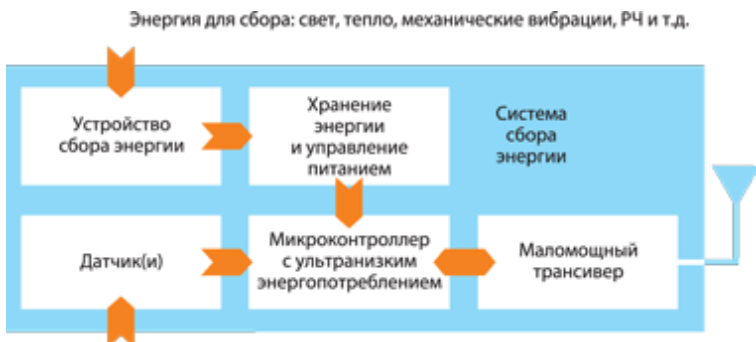 Энергия для сбора: свет, тепло, механические вибрации, РЧ и т.д.
Устройство
сбора энергии
Хранение
энергии
и управление
питанием
Система
сбора
энергии
Датчик(и)
Микроконтроллер
с ультранизким
энергопотреблением
Маломощный
трансивер